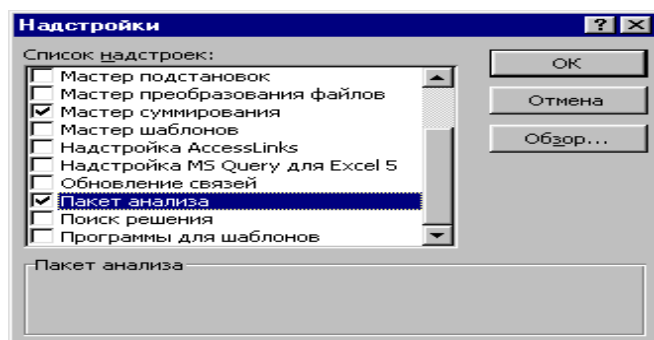 Надстройки
Список надстроек:
Мастер подстановок
Мастер преобразования файлов
Мастер суммирования
Мастер шаблонов
Надстройка AccessLinks
Надстройка MS Query для Excel 5
Обновление связей
Пакет анализа
Поиск решения
Программы для шаблонов
OK
Отмена
Обзор...
Пакет анализа